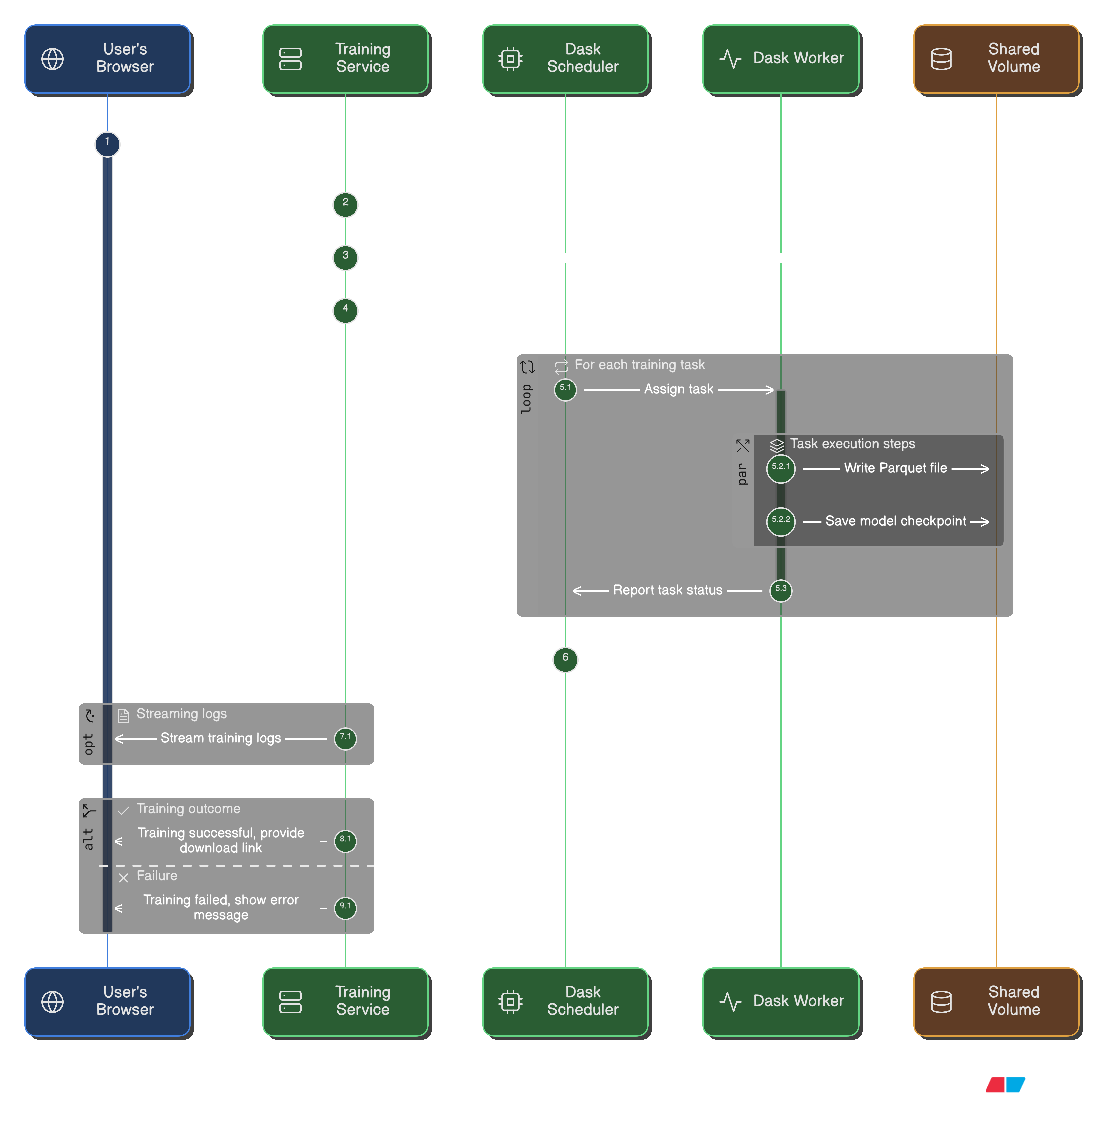 User's
Browser
Training
Service
Dask
Scheduler
Dask Worker
Shared
Volume
1
2
3
4
loop
For each training task
5.1
Assign task
par
Task execution steps
5.2.1
Write Parquet file
5.2.2
Save model checkpoint
Report task status
5.3
6
opt
Streaming logs
Stream training logs
7.1
alt
Training outcome
Training successful, provide
download link
8.1
Failure
Training failed, show error
message
9.1
User's
Browser
Training
Service
Dask
Scheduler
Dask Worker
Shared
Volume